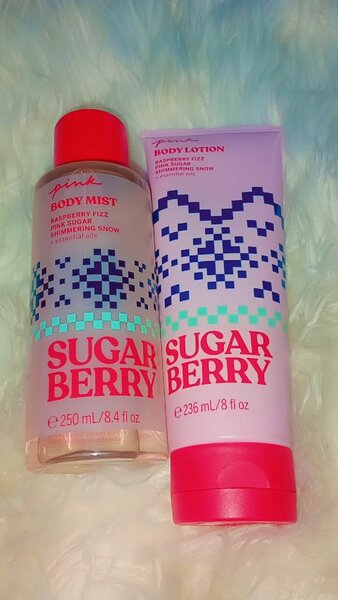 pink
BODY MIST
RASPBERRY FIZZ
PINK SUGAR
SHIMMERING SNOW
+ essential oils
SUGAR
BERRY
℮ 250 mL/8.4 fl oz
pink
BODY LOTION
RASPBERRY FIZZ
PINK SUGAR
SHIMMERING SNOW
+ essential oils
SUGAR
BERRY
℮ 236 mL/8 fl oz